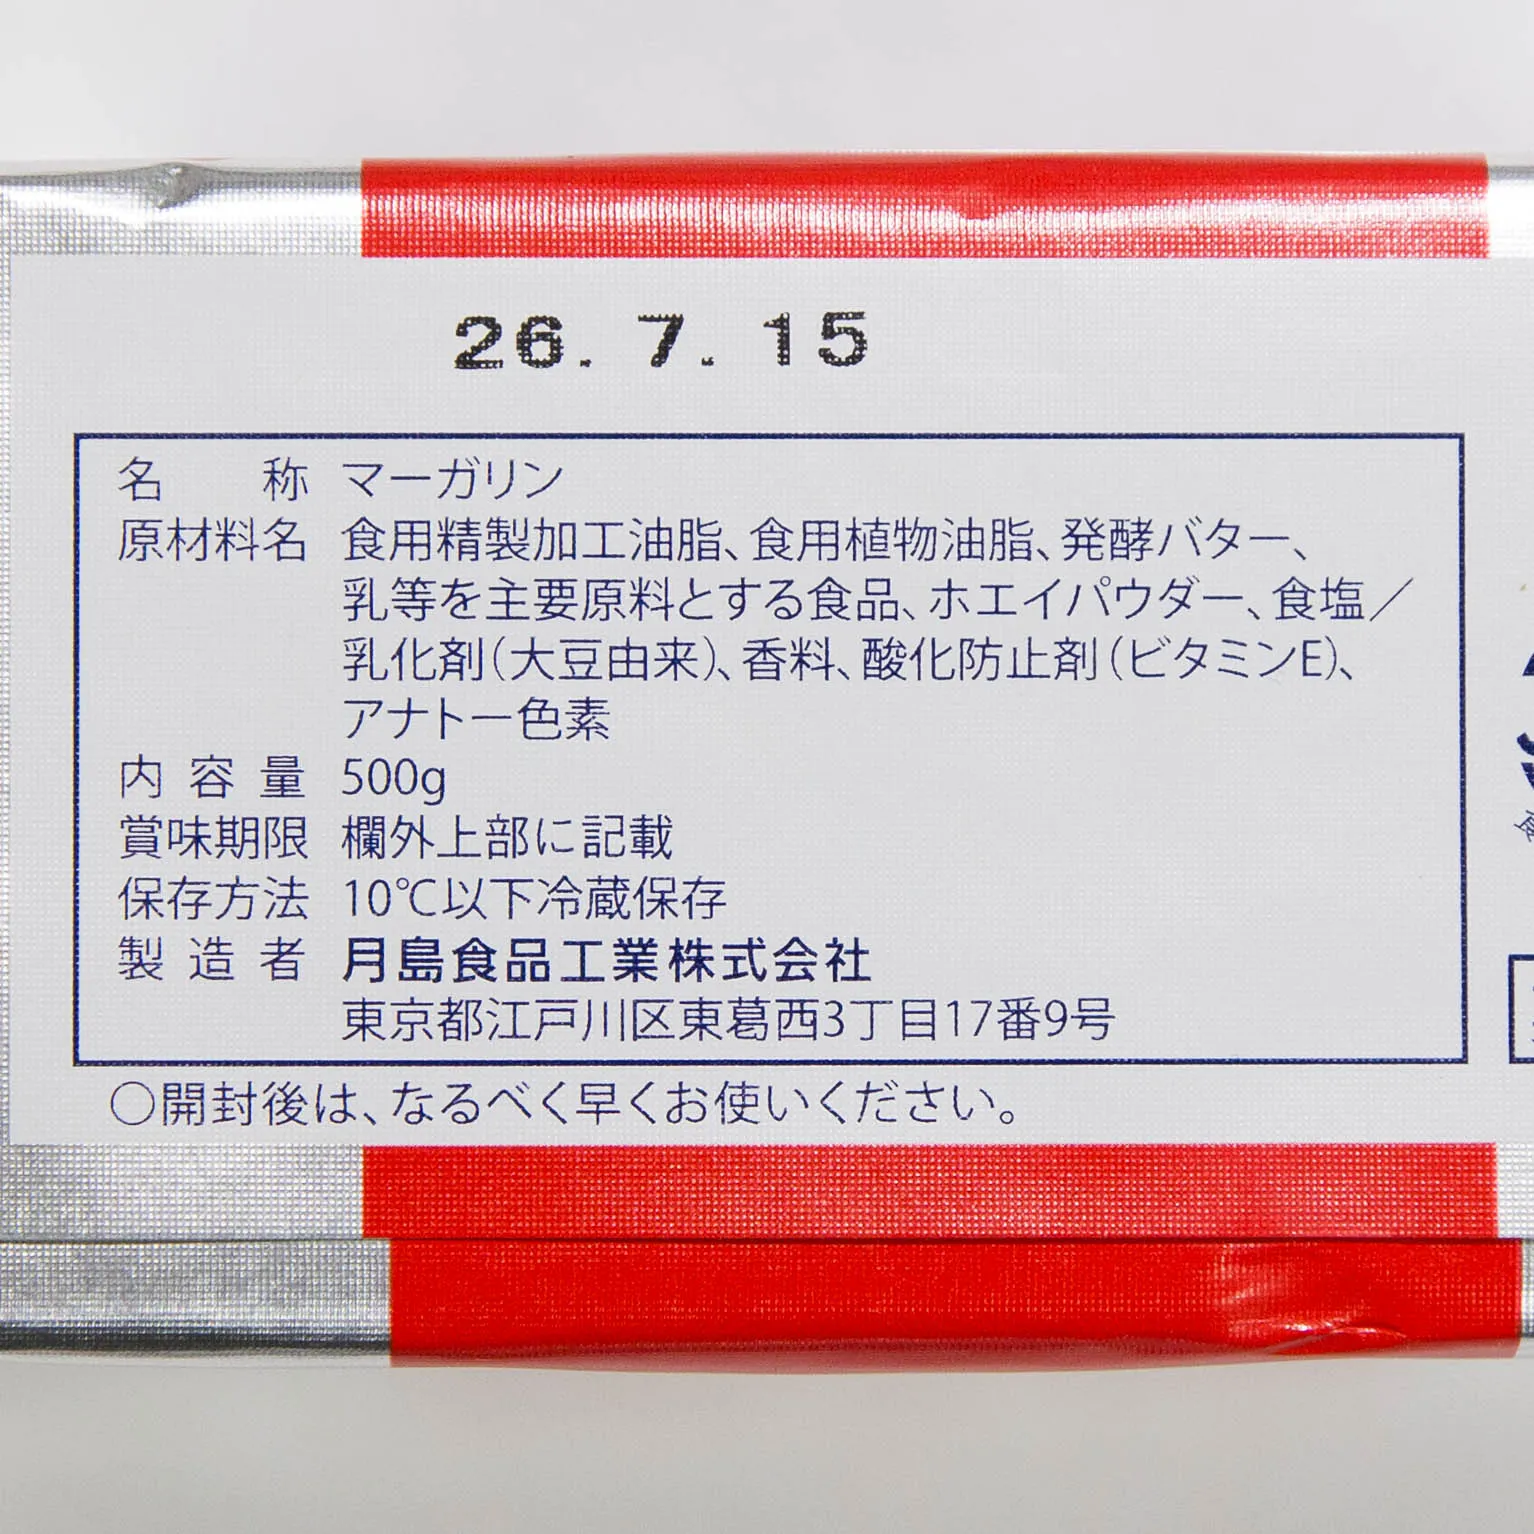 26. 7. 15
名称 マーガリン
原材料名 食用精製加工油脂、食用植物油脂、発酵バター、
乳等を主要原料とする食品、ホエイパウダー、食塩／
乳化剤（大豆由来）、香料、酸化防止剤（ビタミンE）、
アナトー色素
内容量 500g
賞味期限 欄外上部に記載
保存方法 10℃以下冷蔵保存
製造者 月島食品工業株式会社
東京都江戸川区東葛西3丁目17番9号
○開封後は、なるべく早くお使いください。